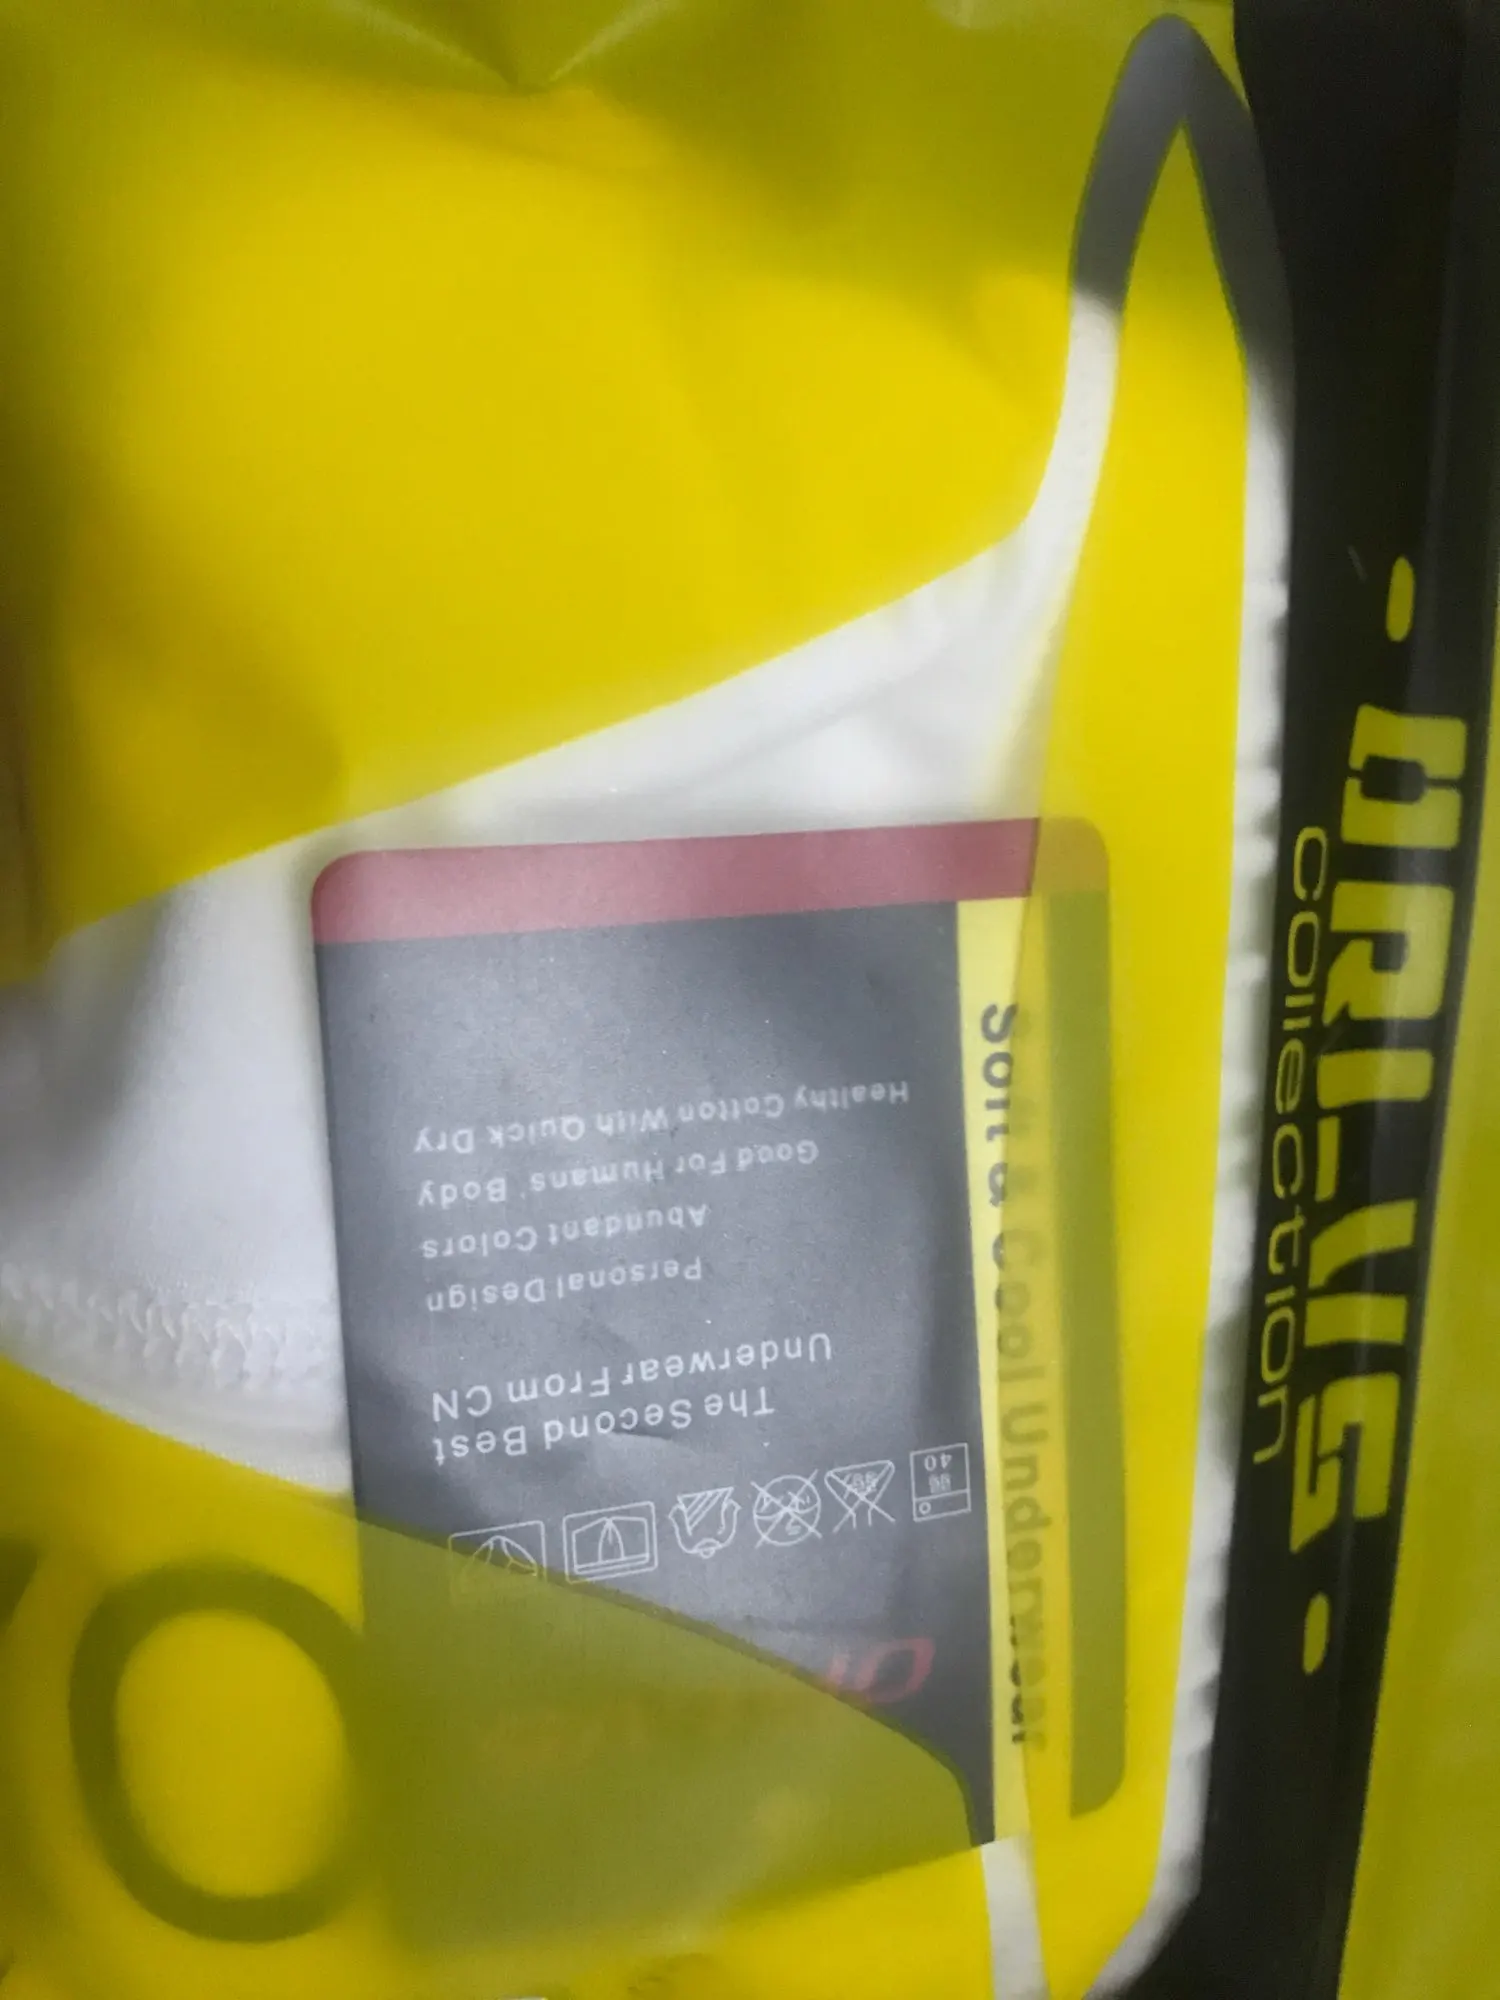 The Second Best
Underwear From CN
Personal Design
Abundant Colors
Good For Humans' Body
Healthy Cotton With Quick Dry
Soft & Cool Underwear
collection